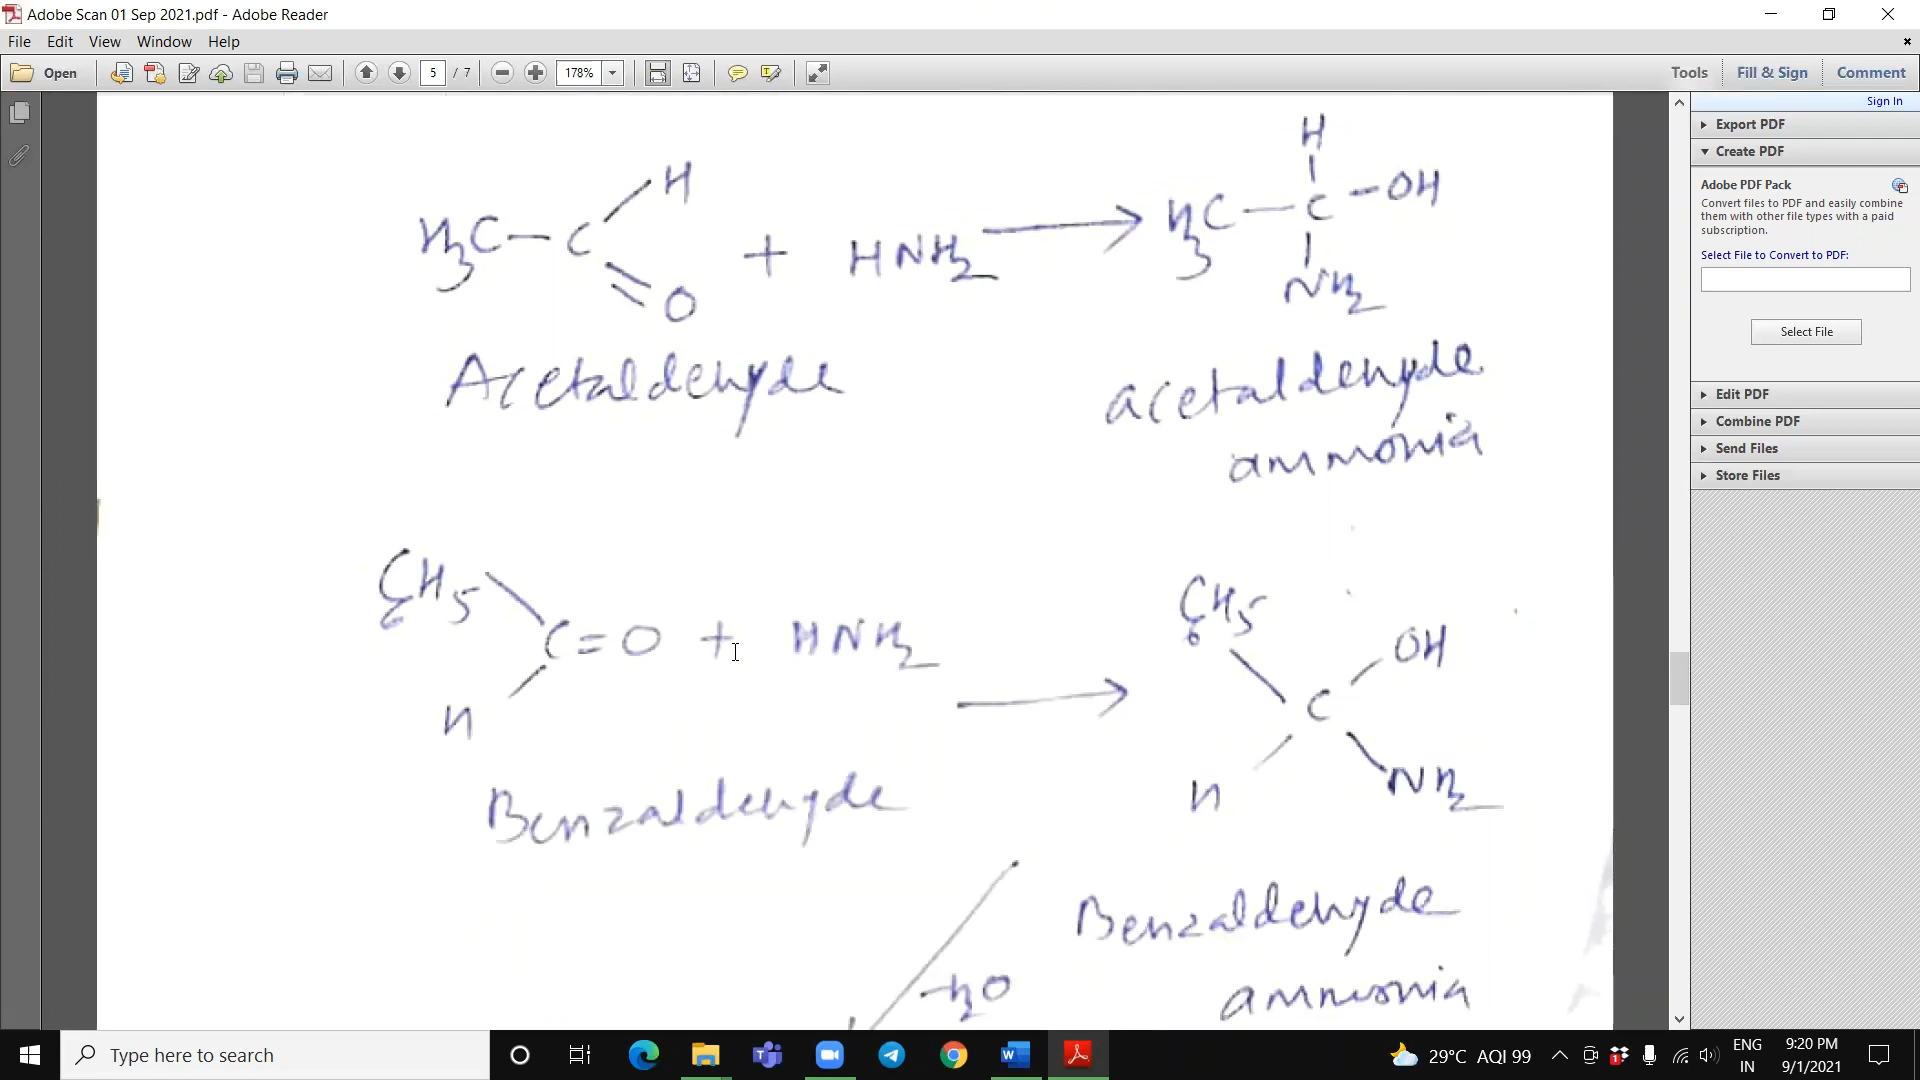 Adobe Scan 01 Sep 2021.pdf - Adobe Reader
File Edit View Window Help
Open 5 / 7 178% Tools Fill & Sign Comment
Sign In
Export PDF
Create PDF
Adobe PDF Pack
Convert files to PDF and easily combine
them with other file types with a paid
subscription.
Select File to Convert to PDF:
Select File
Edit PDF
Combine PDF
Send Files
Store Files
H
H
H3C - C + HNH2 → H3C - C - OH
O NH2
Acetaldehyde acetaldehyde
ammonia
C6H5 C6H5
C=O + HNH2 → OH
C
H H NH2
Benzaldehyde
Benzaldehyde
-H2O ammonia
Type here to search
29°C AQI 99 ENG 9:20 PM
IN 9/1/2021